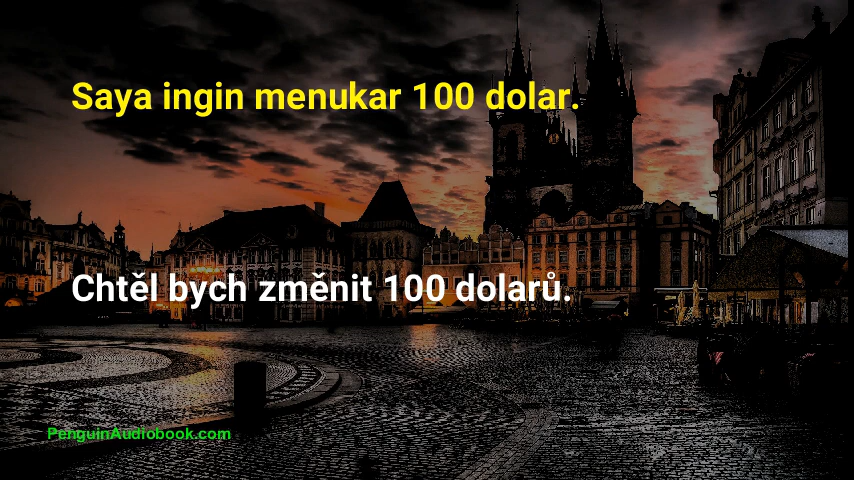 Saya ingin menukar 100 dolar.
Chtěl bych změnit 100 dolarů.
PenguinAudiobook.com